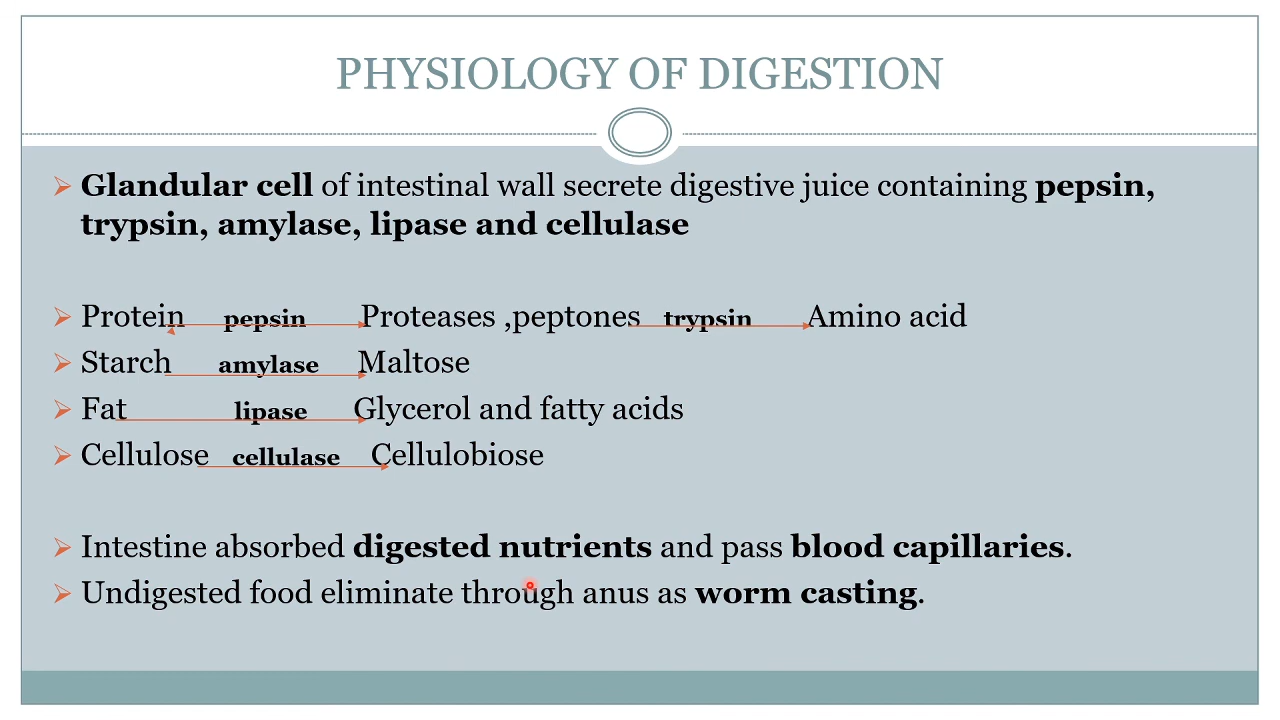 PHYSIOLOGY OF DIGESTION
Glandular cell of intestinal wall secrete digestive juice containing pepsin,
trypsin, amylase, lipase and cellulase
Protein pepsin Proteases ,peptones trypsin Amino acid
Starch amylase Maltose
Fat lipase Glycerol and fatty acids
Cellulose cellulase Cellulobiose
Intestine absorbed digested nutrients and pass blood capillaries.
Undigested food eliminate through anus as worm casting.